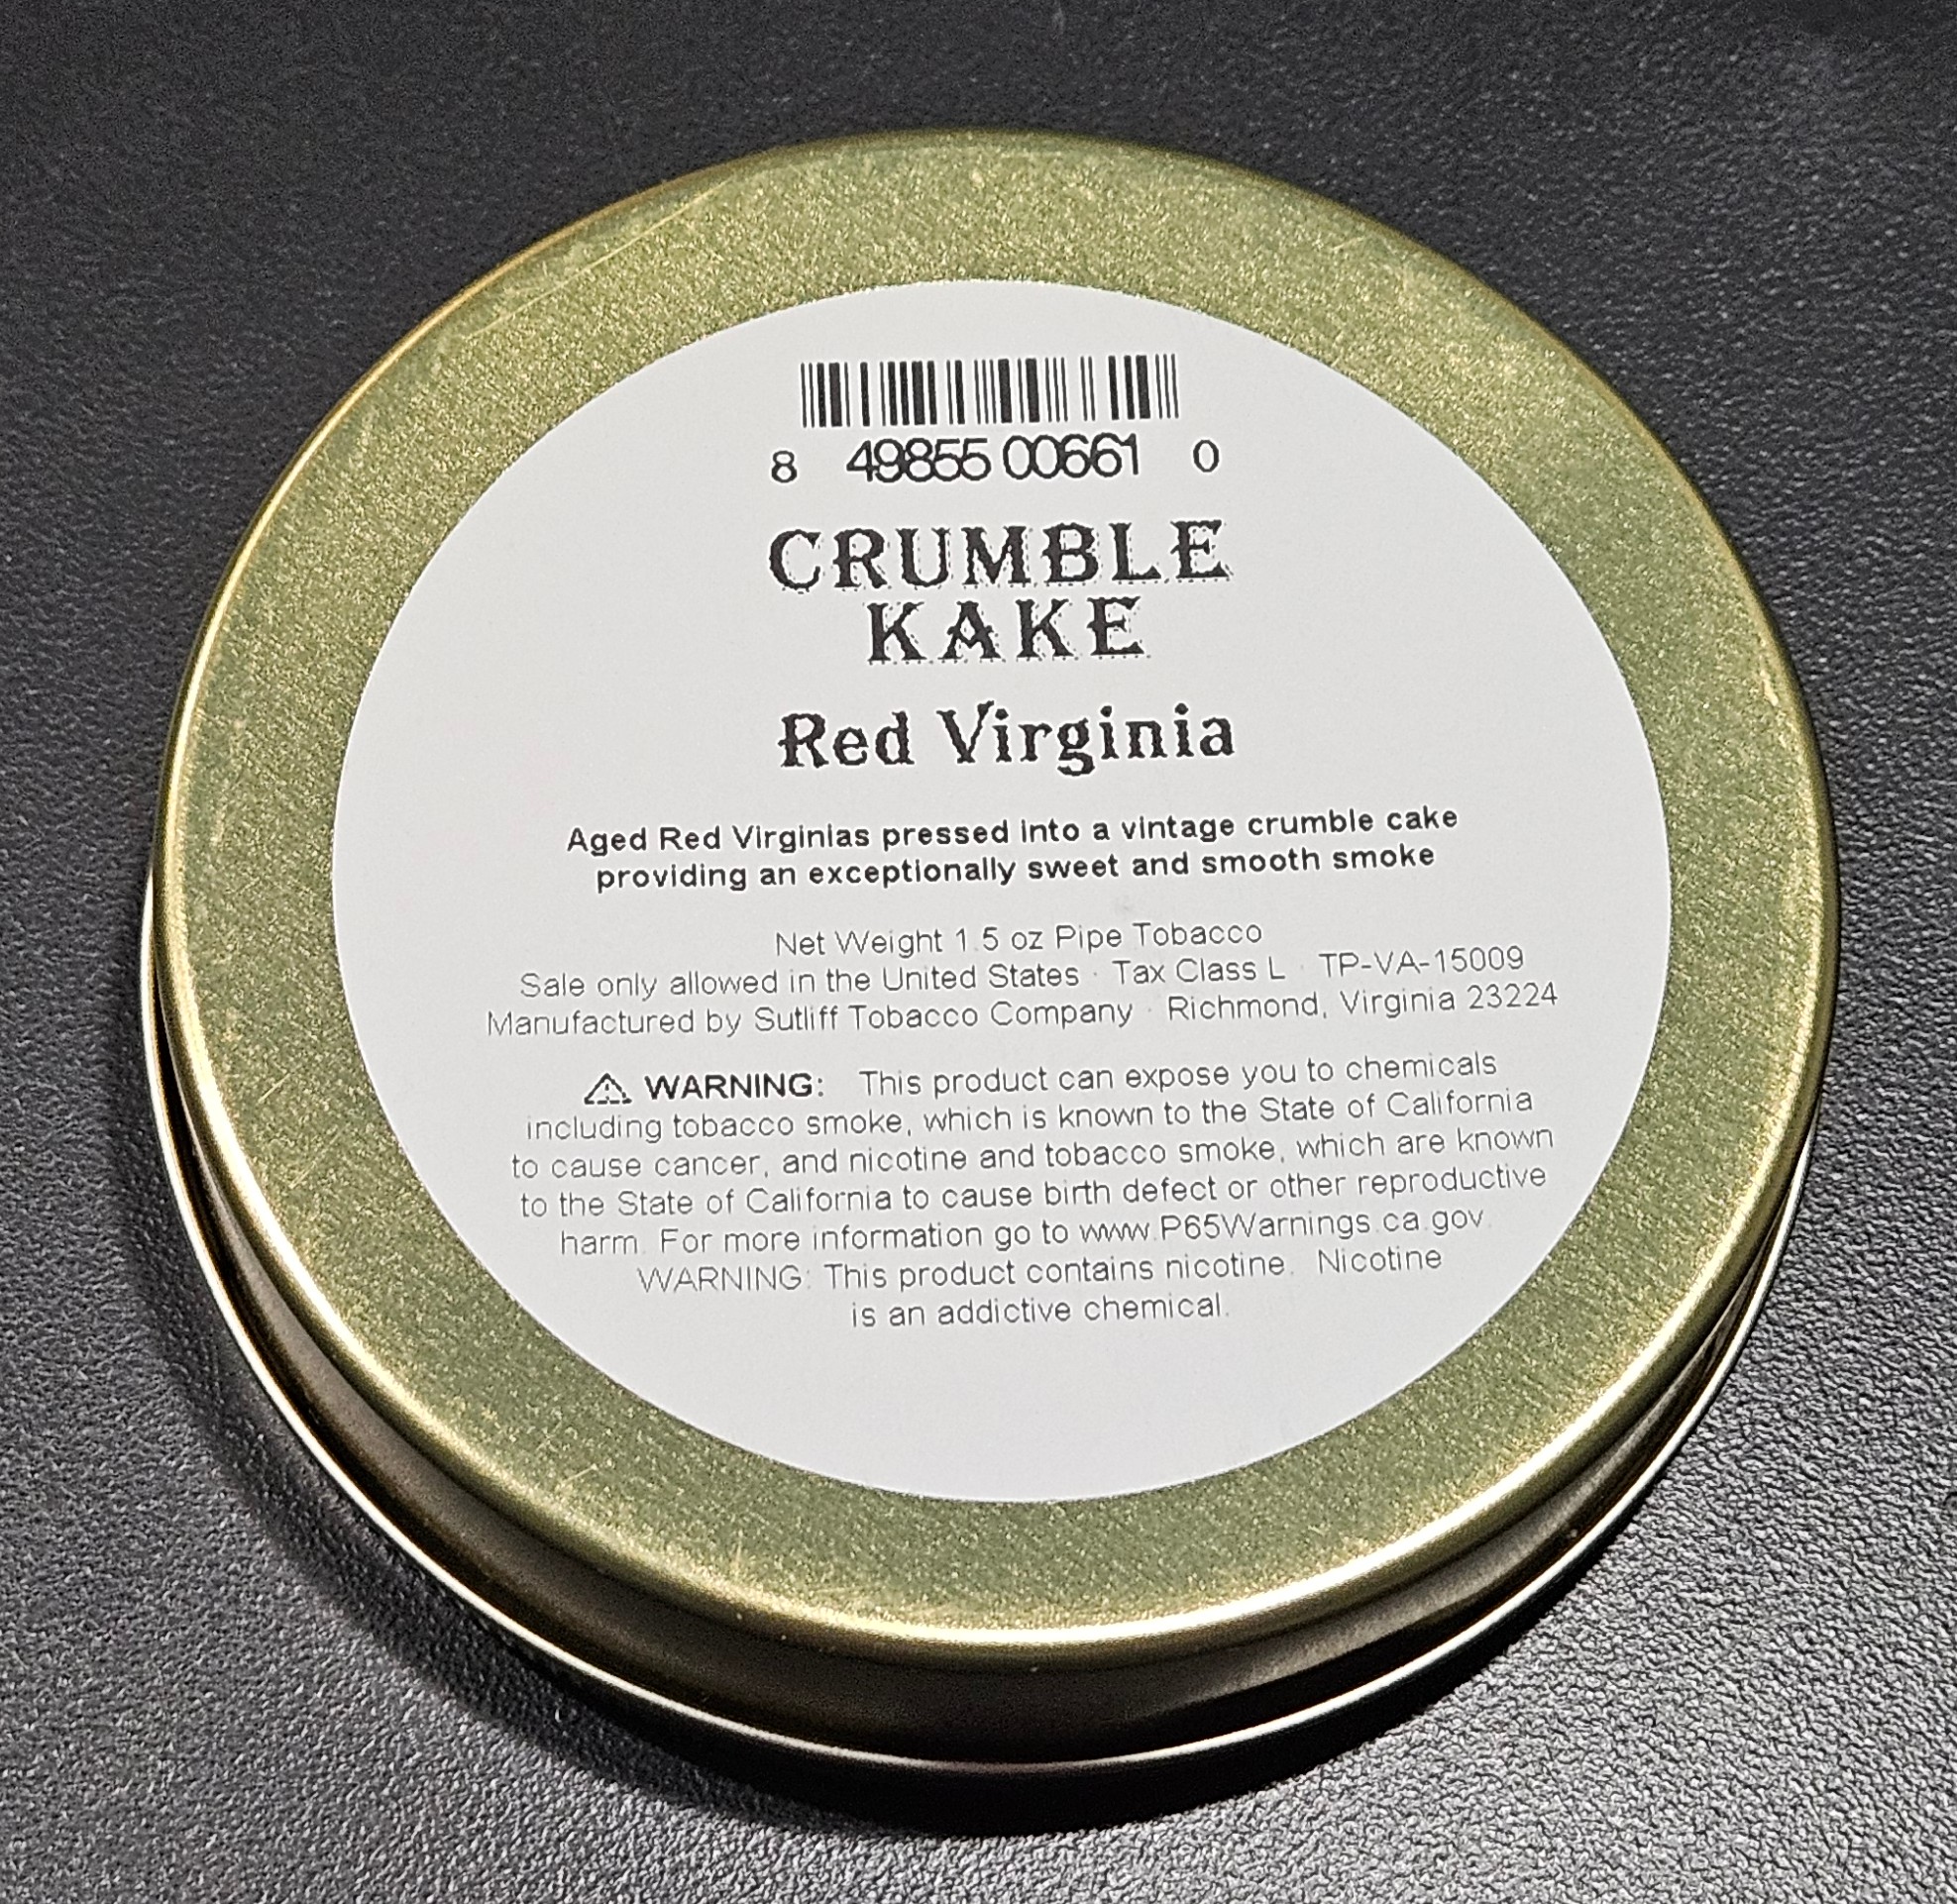 8 49855 00661 0
CRUMBLE
KAKE
Red Virginia
Aged Red Virginias pressed into a vintage crumble cake
providing an exceptionally sweet and smooth smoke
Net Weight 1.5 oz Pipe Tobacco
Sale only allowed in the United States · Tax Class L · TP-VA-15009
Manufactured by Sutliff Tobacco Company · Richmond, Virginia 23224
⚠ WARNING: This product can expose you to chemicals
including tobacco smoke, which is known to the State of California
to cause cancer, and nicotine and tobacco smoke, which are known
to the State of California to cause birth defect or other reproductive
harm. For more information go to www.P65Warnings.ca.gov.
WARNING: This product contains nicotine. Nicotine
is an addictive chemical.